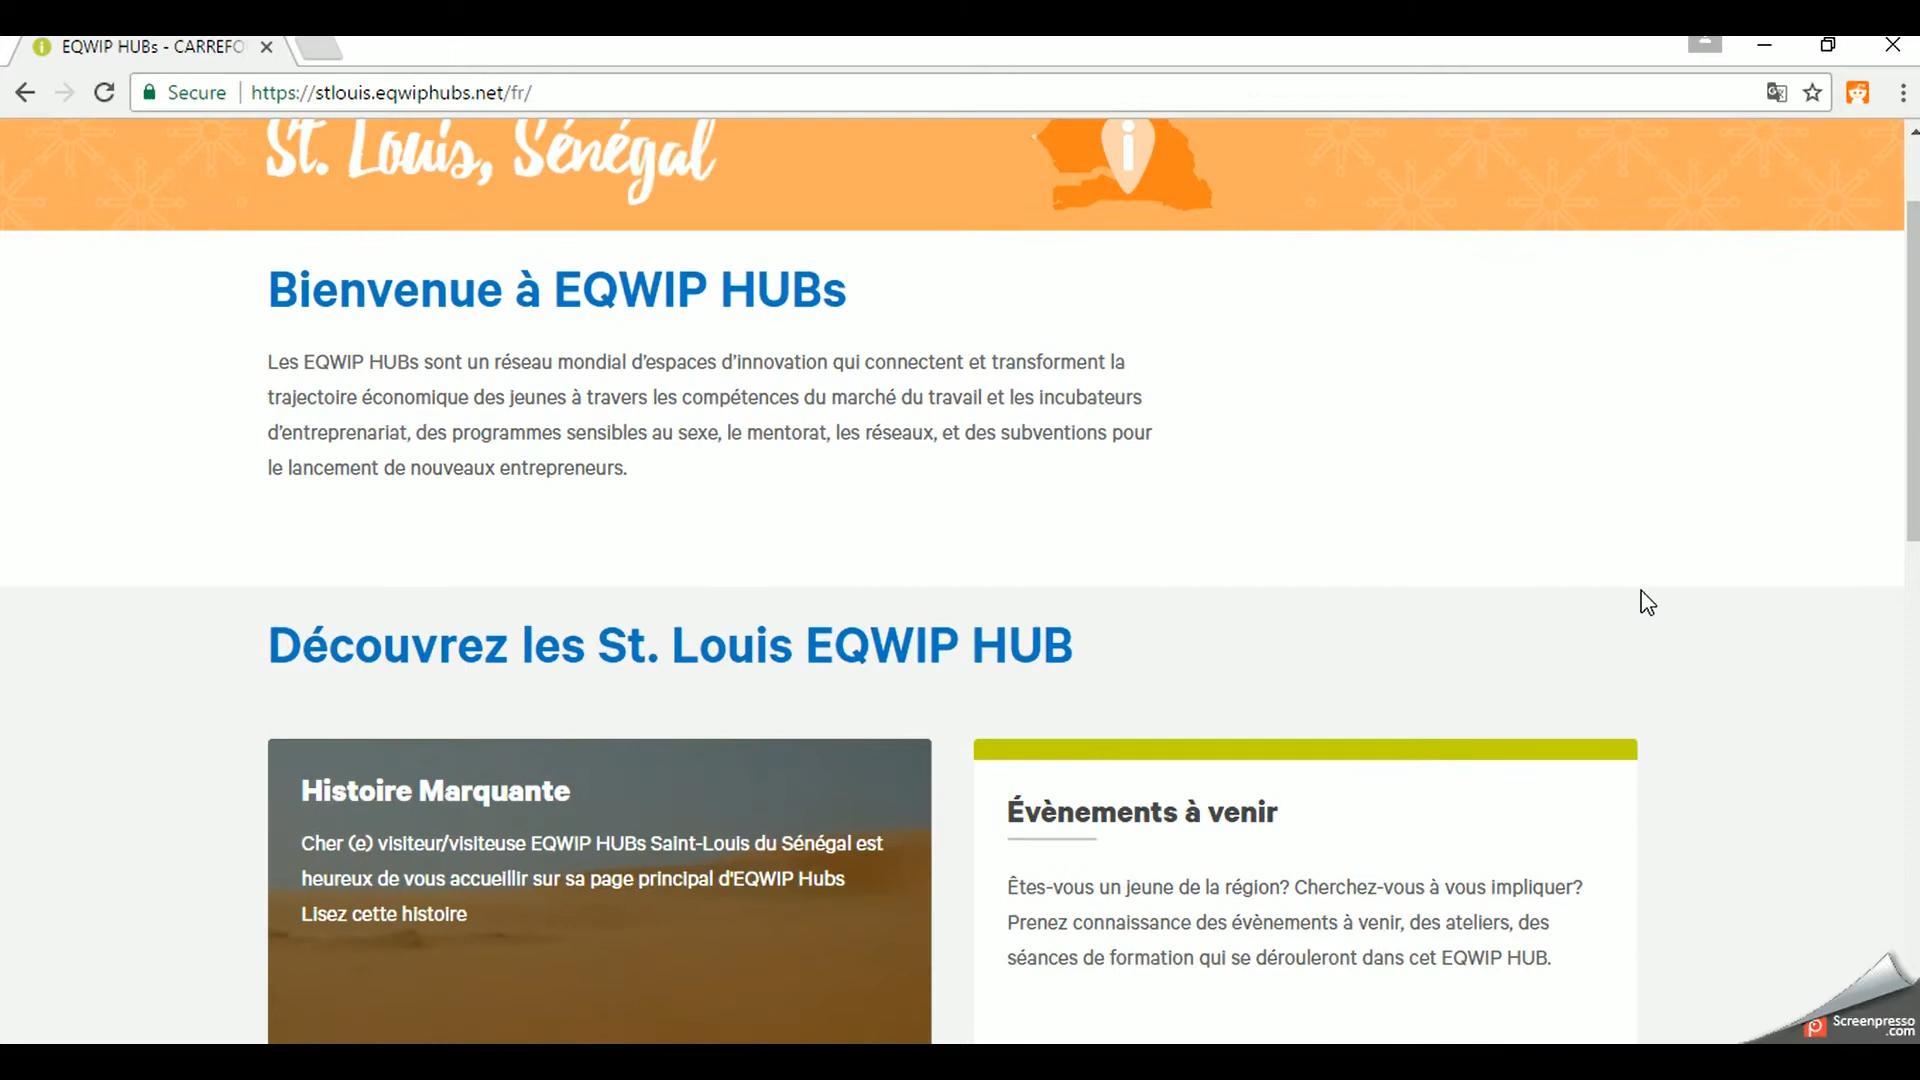 EQWIP HUBs - CARREFO
Secure
https://stlouis.eqwiphubs.net/fr/
St. Louis, Sénégal
Bienvenue à EQWIP HUBs
Les EQWIP HUBs sont un réseau mondial d'espaces d'innovation qui connectent et transforment la
trajectoire économique des jeunes à travers les compétences du marché du travail et les incubateurs
d'entreprenariat, des programmes sensibles au sexe, le mentorat, les réseaux, et des subventions pour
le lancement de nouveaux entrepreneurs.
Découvrez les St. Louis EQWIP HUB
Histoire Marquante
Cher (e) visiteur/visiteuse EQWIP HUBs Saint-Louis du Sénégal est
heureux de vous accueillir sur sa page principal d'EQWIP Hubs
Lisez cette histoire
Évènements à venir
Êtes-vous un jeune de la région? Cherchez-vous à vous impliquer?
Prenez connaissance des évènements à venir, des ateliers, des
séances de formation qui se dérouleront dans cet EQWIP HUB.
Screenpresso
.com